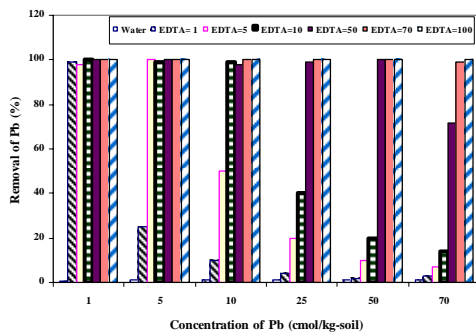 Water EDTA= 1 EDTA=5 EDTA=10 EDTA=50 EDTA=70 EDTA=100
120
100
80
60
40
20
0
Removal of Pb (%)
1 5 10 25 50 70
Concentration of Pb (cmol/kg-soil)